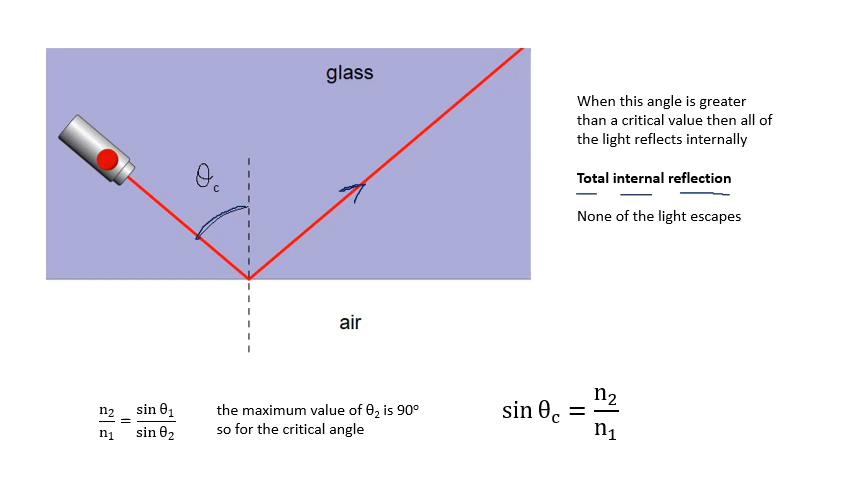 glass
When this angle is greater
than a critical value then all of
the light reflects internally
θc
Total internal reflection
None of the light escapes
air
n₂/n₁ = sin θ₁/sin θ₂
the maximum value of θ₂ is 90°
so for the critical angle
sin θc = n₂/n₁